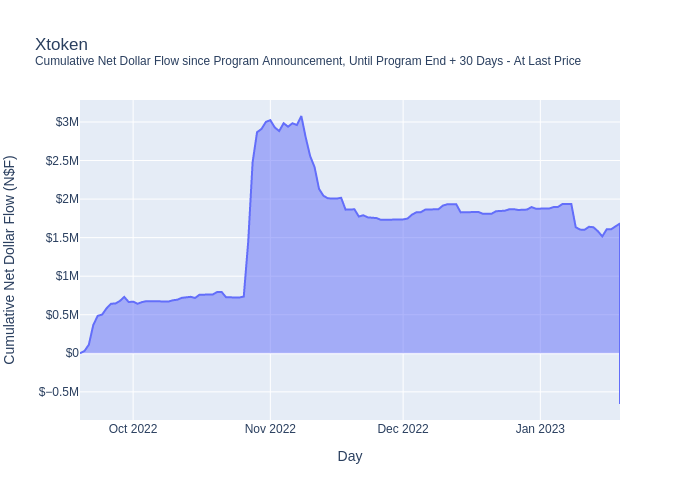 Xtoken
Cumulative Net Dollar Flow since Program Announcement, Until Program End + 30 Days - At Last Price
Cumulative Net Dollar Flow (N$F)
$3M
$2.5M
$2M
$1.5M
$1M
$0.5M
$0
$−0.5M
Oct 2022
Nov 2022
Dec 2022
Jan 2023
Day